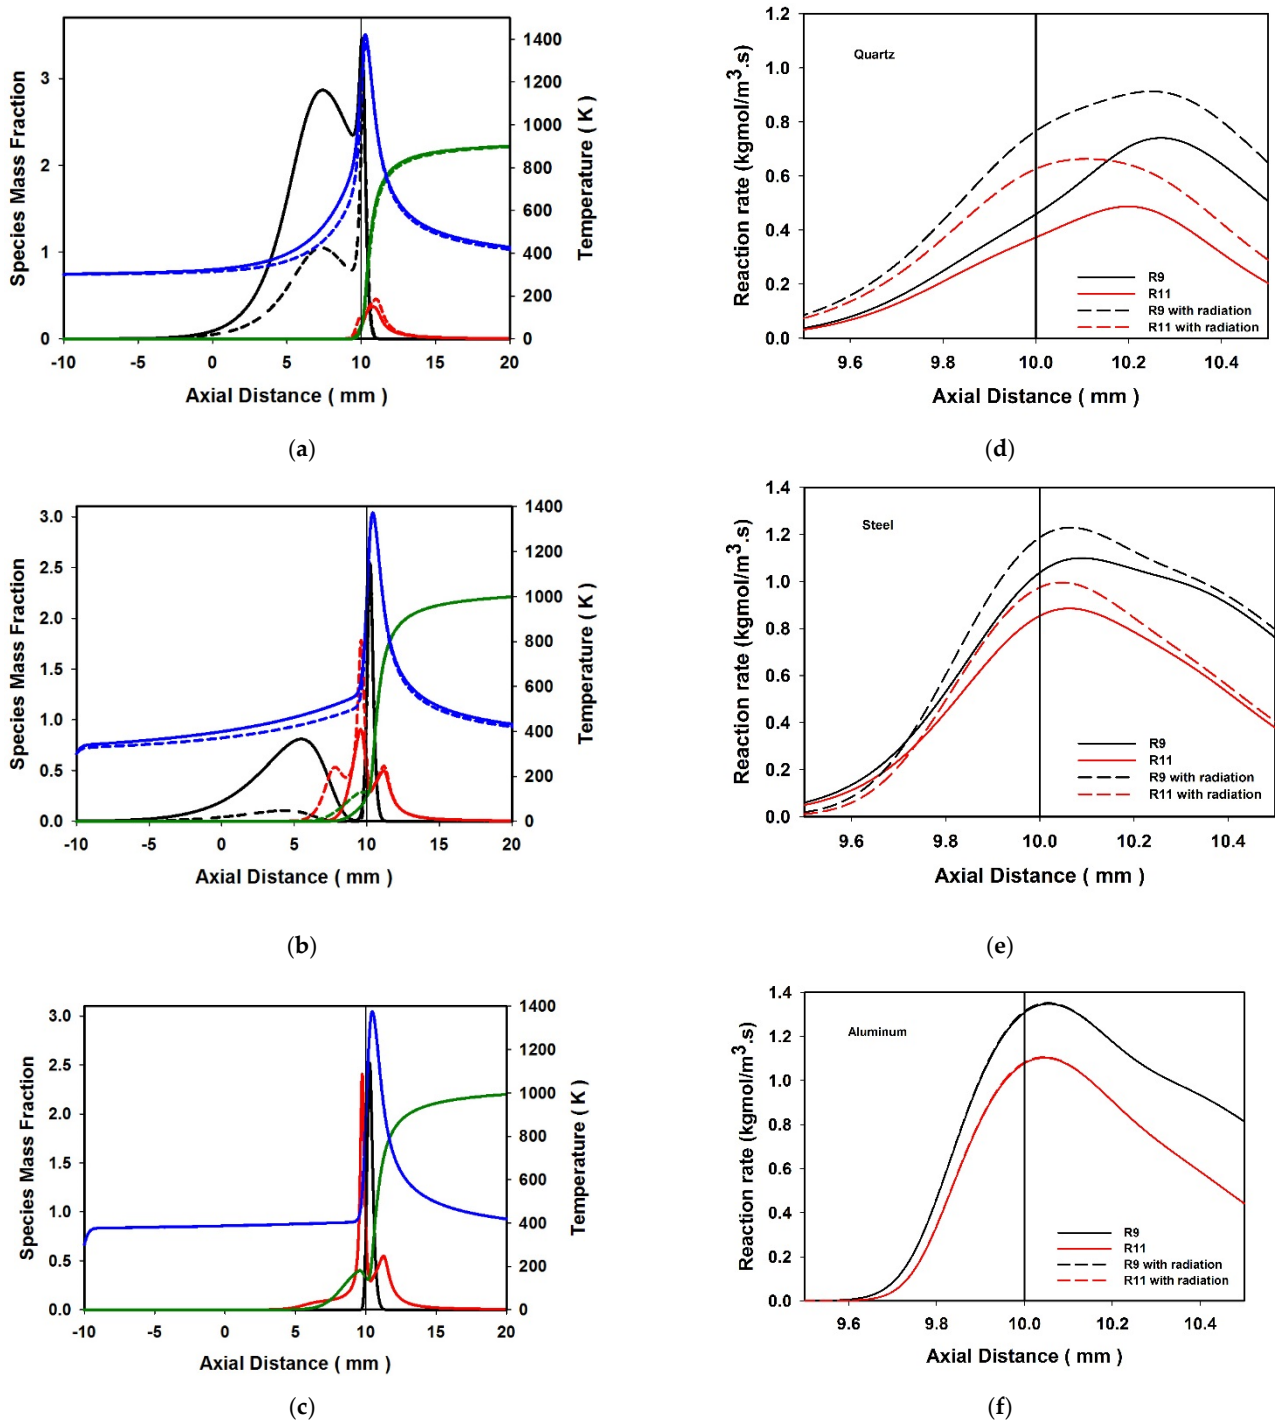 Species Mass Fraction
3
2
1
0
1400
1200
1000
800
600
400
200
0
Temperature ( K )
-10 -5 0 5 10 15 20
Axial Distance ( mm )
(a)
Reaction rate (kgmol/m³.s)
1.2
1.0
0.8
0.6
0.4
0.2
0.0
Quartz
R9
R11
R9 with radiation
R11 with radiation
9.6 9.8 10.0 10.2 10.4
Axial Distance ( mm )
(d)
Species Mass Fraction
3.0
2.5
2.0
1.5
1.0
0.5
0.0
1400
1200
1000
800
600
400
200
0
Temperature ( K )
-10 -5 0 5 10 15 20
Axial Distance ( mm )
(b)
Reaction rate (kgmol/m³.s)
1.4
1.2
1.0
0.8
0.6
0.4
0.2
0.0
Steel
R9
R11
R9 with radiation
R11 with radiation
9.6 9.8 10.0 10.2 10.4
Axial Distance ( mm )
(e)
Species Mass Fraction
3.0
2.5
2.0
1.5
1.0
0.5
0.0
1400
1200
1000
800
600
400
200
0
Temperature ( K )
-10 -5 0 5 10 15 20
Axial Distance ( mm )
(c)
Reaction rate (kgmol/m³.s)
1.4
1.2
1.0
0.8
0.6
0.4
0.2
0.0
Aluminum
R9
R11
R9 with radiation
R11 with radiation
9.6 9.8 10.0 10.2 10.4
Axial Distance ( mm )
(f)